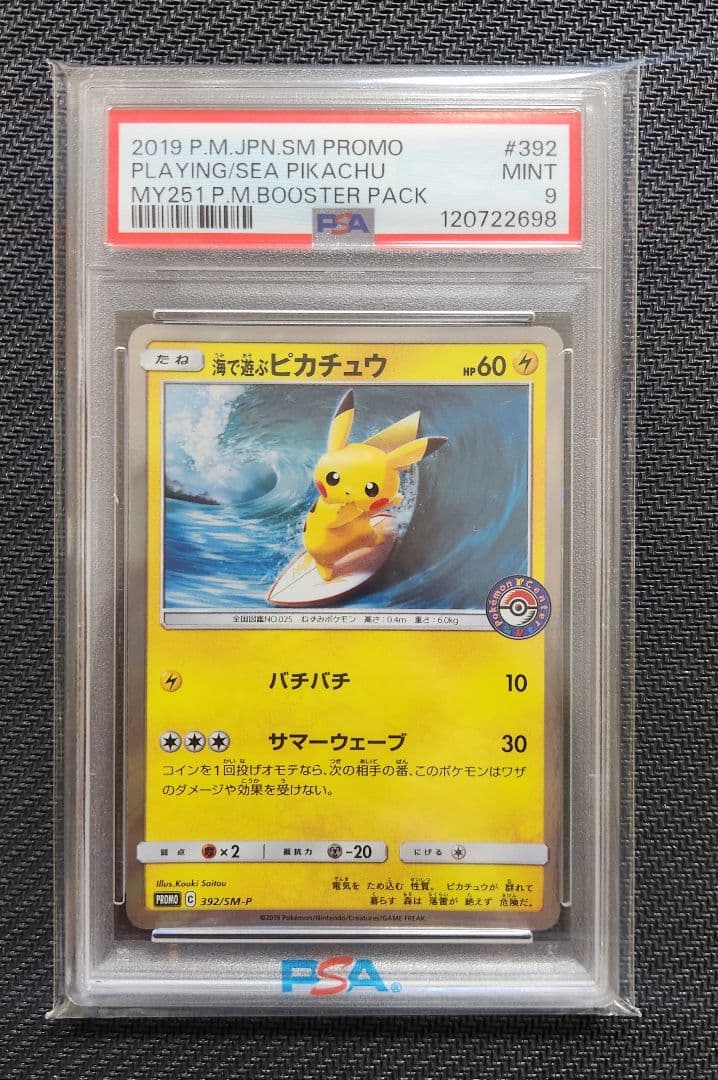 2019 P.M.JPN.SM PROMO #392
PLAYING/SEA PIKACHU MINT
MY251 P.M.BOOSTER PACK 9
PSA 120722698
たね 海で遊ぶピカチュウ HP60
全国図鑑NO.025 ねずみポケモン 高さ:0.4m 重さ:6.0kg
Pokémon Center
バチバチ 10
サマーウェーブ 30
コインを1回投げオモテなら、次の相手の番、このポケモンはワザ
のダメージや効果を受けない。
弱点 ×2 抵抗力 -20 にげる
Illus.Kouki Saitou
PROMO C 392/SM-P
電気を ため込む 性質。 ピカチュウが 群れて
暮らす 森は 落雷が 絶えず 危険だ。
©2019 Pokémon/Nintendo/Creatures/GAME FREAK.
PSA®